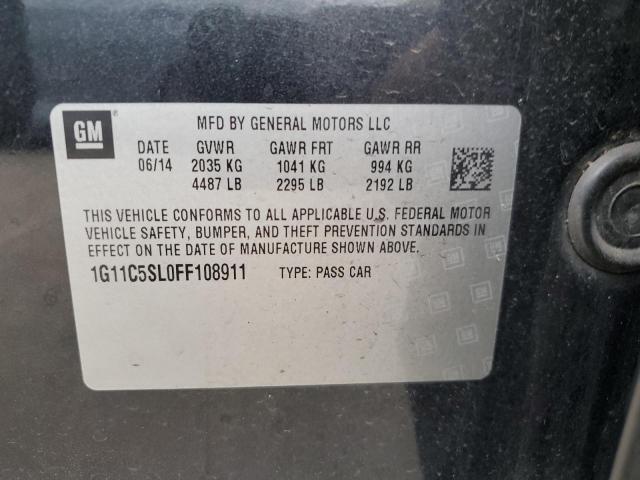 GM
MFD BY GENERAL MOTORS LLC
DATE GVWR GAWR FRT GAWR RR
06/14 2035 KG 1041 KG 994 KG
4487 LB 2295 LB 2192 LB
THIS VEHICLE CONFORMS TO ALL APPLICABLE U.S. FEDERAL MOTOR
VEHICLE SAFETY, BUMPER, AND THEFT PREVENTION STANDARDS IN
EFFECT ON THE DATE OF MANUFACTURE SHOWN ABOVE.
1G11C5SL0FF108911 TYPE: PASS CAR